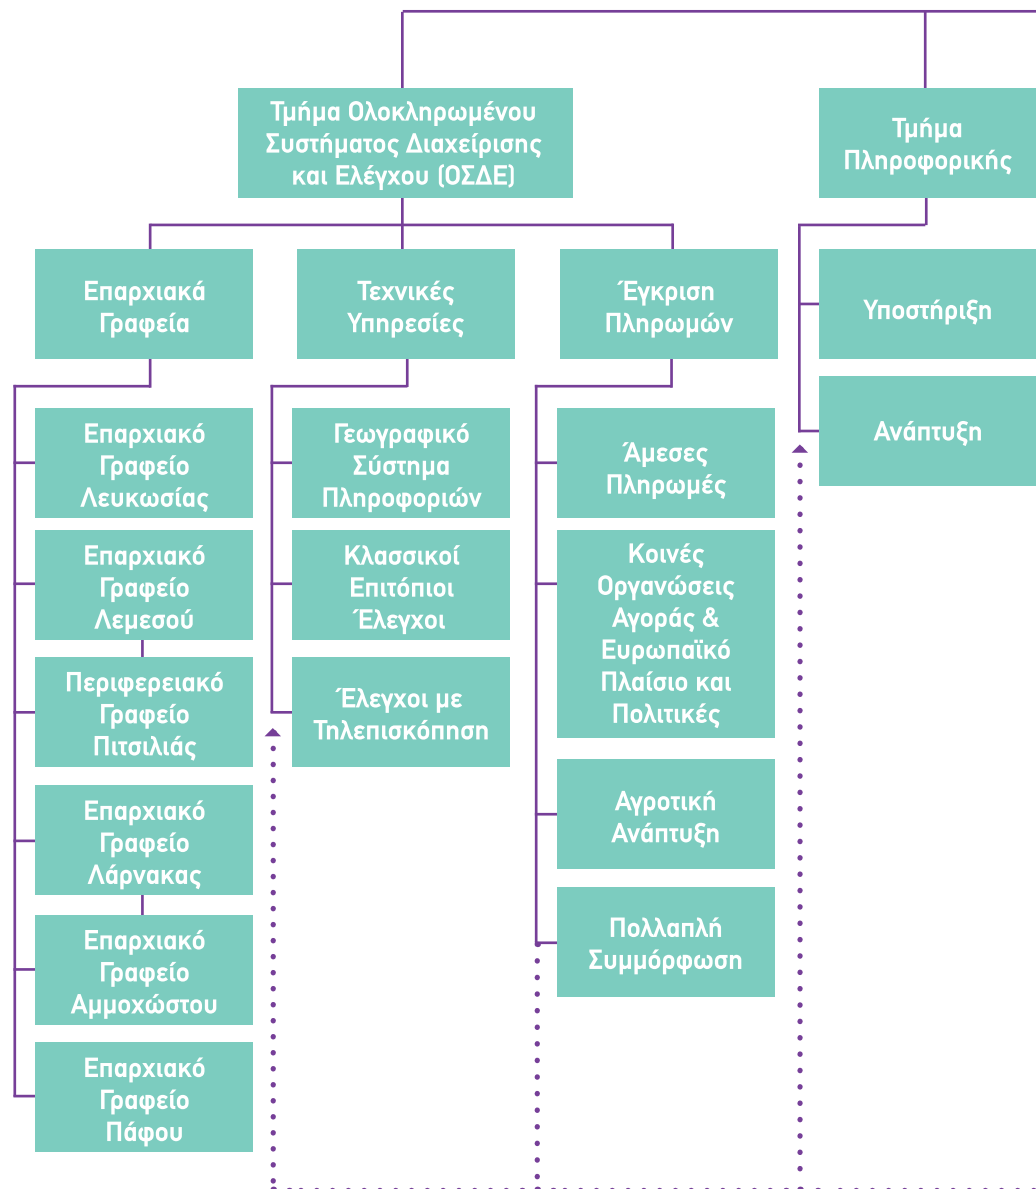 Τμήμα Ολοκληρωμένου
Συστήματος Διαχείρισης
και Ελέγχου (ΟΣΔΕ)
Τμήμα
Πληροφορικής
Επαρχιακά
Γραφεία
Τεχνικές
Υπηρεσίες
Έγκριση
Πληρωμών
Υποστήριξη
Ανάπτυξη
Επαρχιακό
Γραφείο
Λευκωσίας
Επαρχιακό
Γραφείο
Λεμεσού
Περιφερειακό
Γραφείο
Πιτσιλιάς
Επαρχιακό
Γραφείο
Λάρνακας
Επαρχιακό
Γραφείο
Αμμοχώστου
Επαρχιακό
Γραφείο
Πάφου
Γεωγραφικό
Σύστημα
Πληροφοριών
Κλασσικοί
Επιτόπιοι
Έλεγχοι
Έλεγχοι με
Τηλεπισκόπηση
Άμεσες
Πληρωμές
Κοινές
Οργανώσεις
Αγοράς &
Ευρωπαϊκό
Πλαίσιο και
Πολιτικές
Αγροτική
Ανάπτυξη
Πολλαπλή
Συμμόρφωση